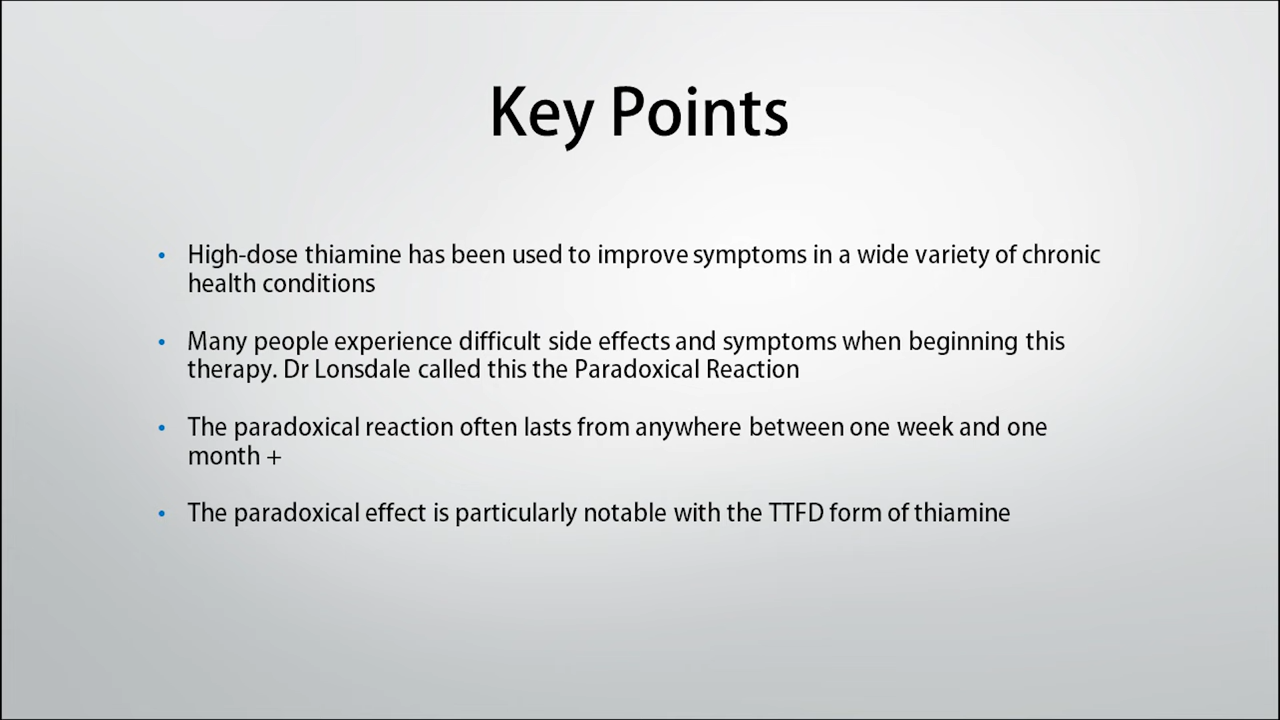 Key Points
• High-dose thiamine has been used to improve symptoms in a wide variety of chronic
health conditions
• Many people experience difficult side effects and symptoms when beginning this
therapy. Dr Lonsdale called this the Paradoxical Reaction
• The paradoxical reaction often lasts from anywhere between one week and one
month +
• The paradoxical effect is particularly notable with the TTFD form of thiamine